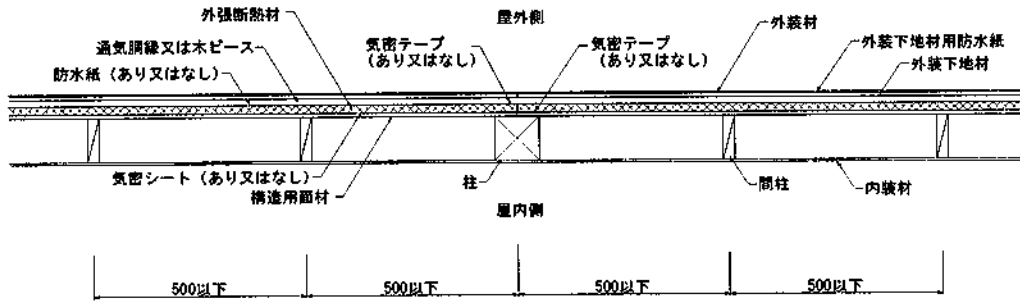 外張断熱材
屋外側
外装材
通気胴縁又は木ピース
気密テープ
(あり又はなし)
気密テープ
(あり又はなし)
外装下地材用防水紙
防水紙(あり又はなし)
外装下地材
気密シート(あり又はなし)
構造用面材
柱
間柱
内装材
屋内側
500以下
500以下
500以下
500以下